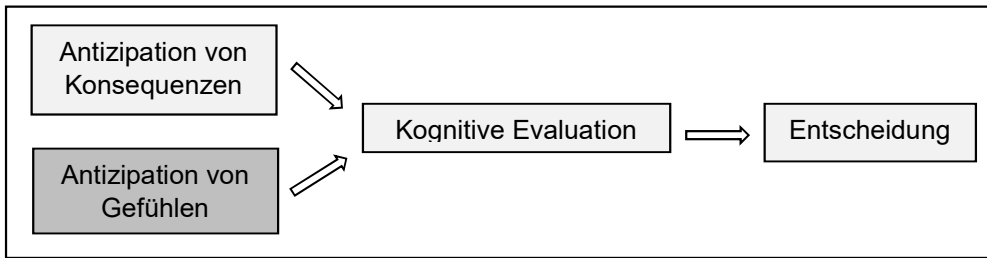 Antizipation von
Konsequenzen
Kognitive Evaluation
Entscheidung
Antizipation von
Gefühlen